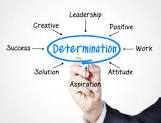 Leadership
Creative
Positive
Success
Determination
Work
Solution
Attitude
Aspiration